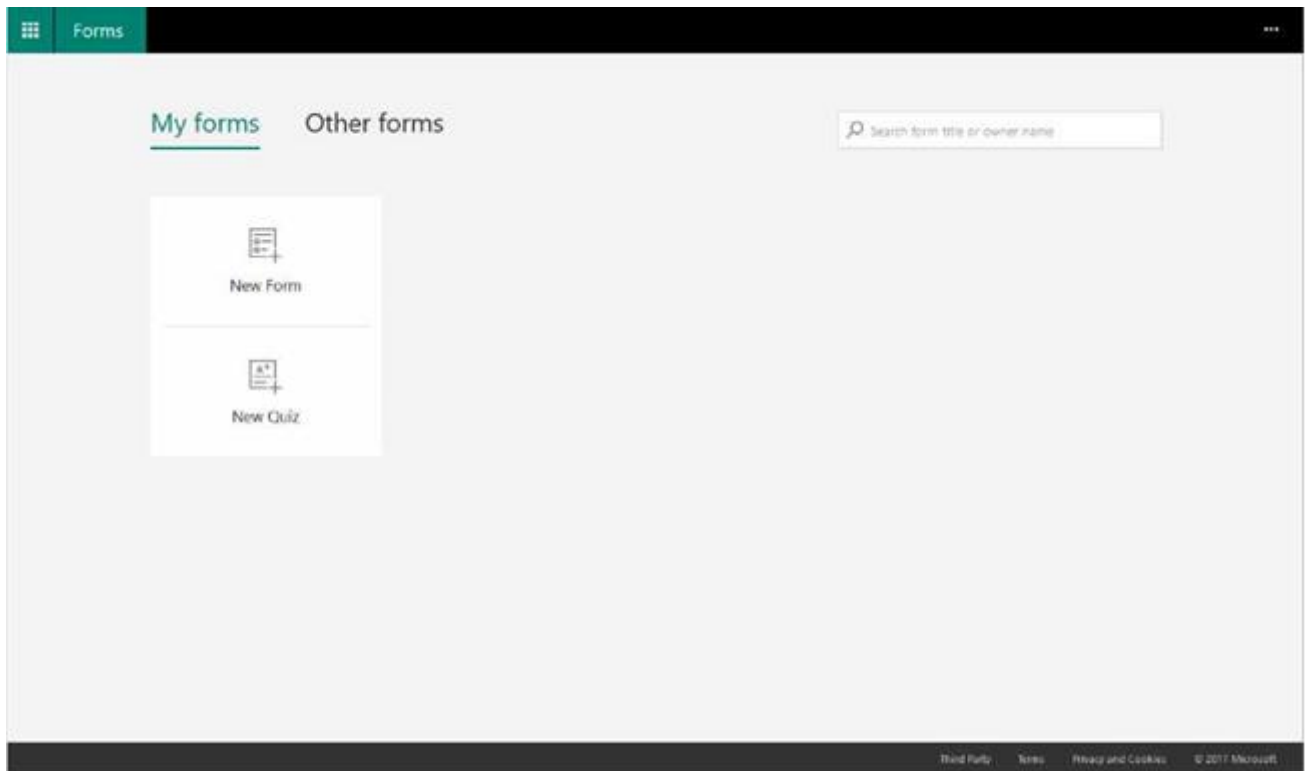 Forms
My forms Other forms
Search form title or owner name
New Form
A+
New Quiz
Third Party Terms Privacy and Cookies © 2017 Microsoft